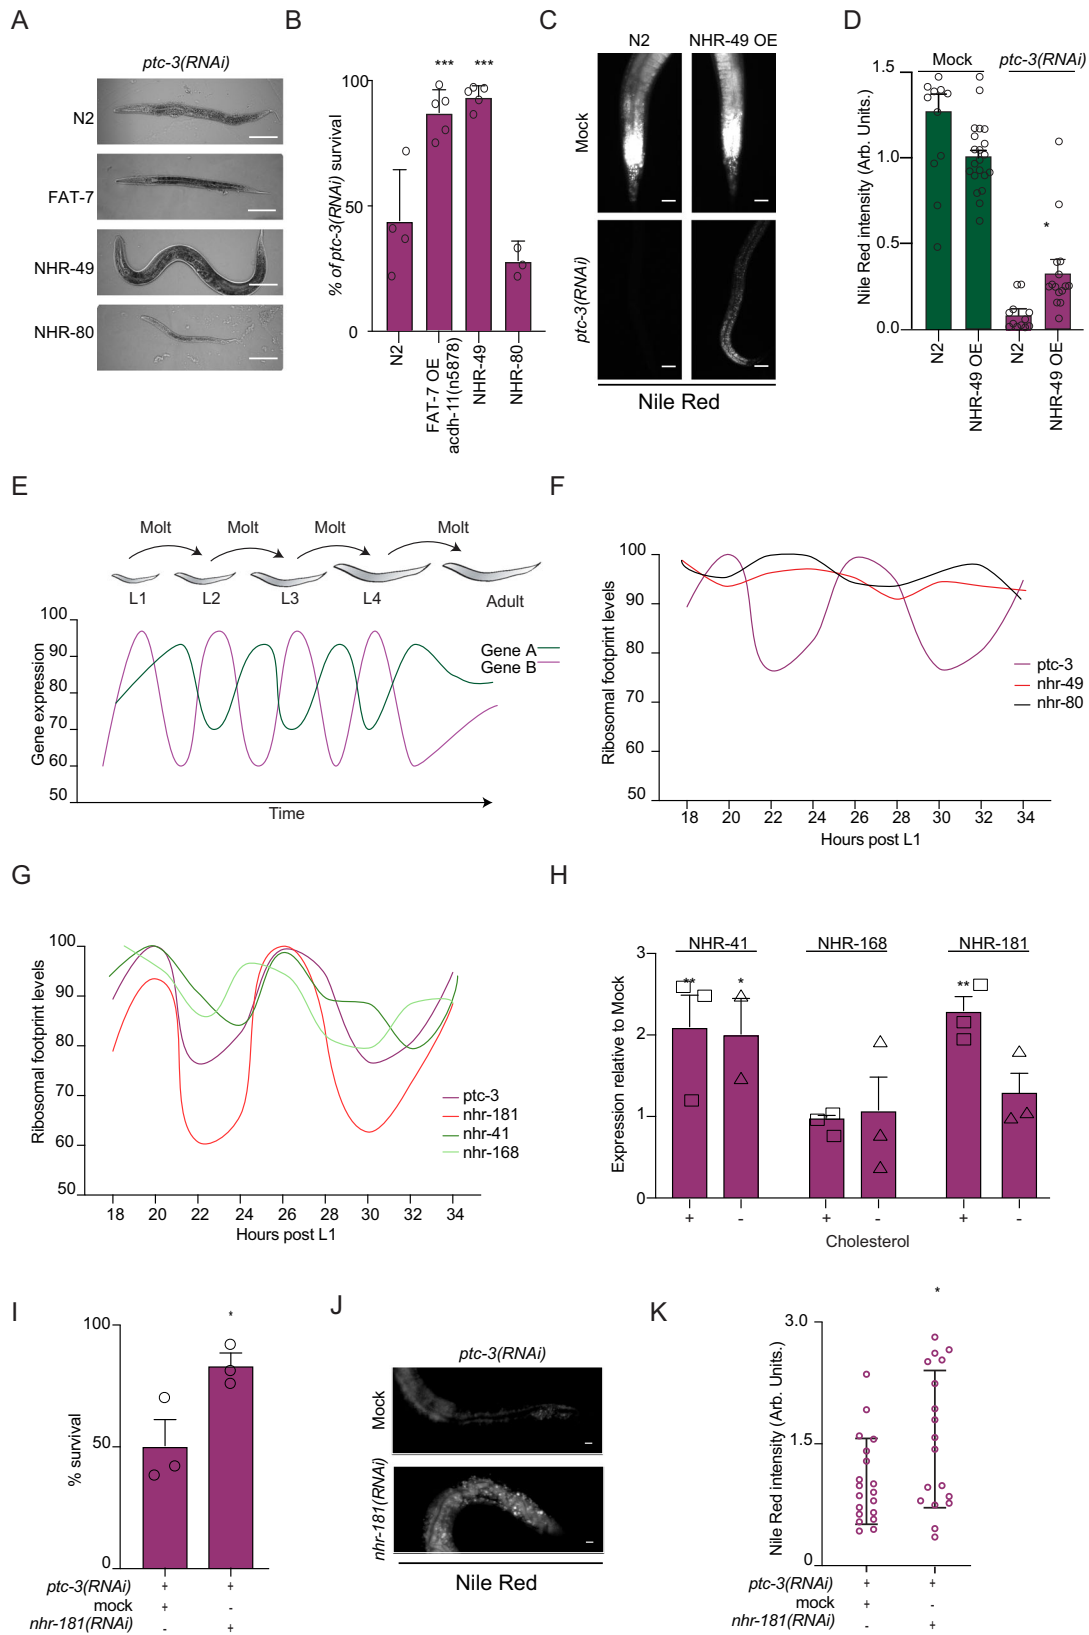 A
ptc-3(RNAi)
N2
FAT-7
NHR-49
NHR-80
B
% of ptc-3(RNAi) survival
100
50
0
***
***
N2
FAT-7 OE
acdh-11(n5878)
NHR-49
NHR-80
C
N2
NHR-49 OE
Mock
ptc-3(RNAi)
Nile Red
D
Mock
ptc-3(RNAi)
Nile Red intensity (Arb. Units.)
1.5
1.0
0.5
0.0
*
N2
NHR-49 OE
N2
NHR-49 OE
E
Molt
Molt
Molt
Molt
L1
L2
L3
L4
Adult
Gene expression
100
90
80
70
60
50
Gene A
Gene B
Time
F
Ribosomal footprint levels
100
90
80
70
60
50
ptc-3
nhr-49
nhr-80
18 20 22 24 26 28 30 32 34
Hours post L1
G
Ribosomal footprint levels
100
90
80
70
60
50
ptc-3
nhr-181
nhr-41
nhr-168
18 20 22 24 26 28 30 32 34
Hours post L1
H
NHR-41
NHR-168
NHR-181
Expression relative to Mock
3
2
1
0
**
*
**
+ - + - + -
Cholesterol
I
% survival
100
50
0
*
ptc-3(RNAi) + +
mock + -
nhr-181(RNAi) - +
J
ptc-3(RNAi)
Mock
nhr-181(RNAi)
Nile Red
K
Nile Red intensity (Arb. Units.)
3.0
1.5
0
*
ptc-3(RNAi) + +
mock + -
nhr-181(RNAi) - +